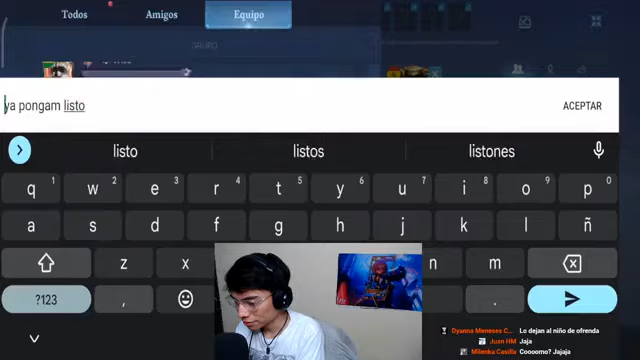 Todos Amigos Equipo
GRUPO
ya pongam listo ACEPTAR
listo listos listones
q 1 w 2 e 3 r 4 t 5 y 6 u 7 i 8 o 9 p 0
a s d f g h j k l ñ
z x n m
?123 , .
Dyanna Meneses C... Lo dejan al niño de ofrenda
Juan HM Jaja
Milenka Casilla Coooomo? Jajaja